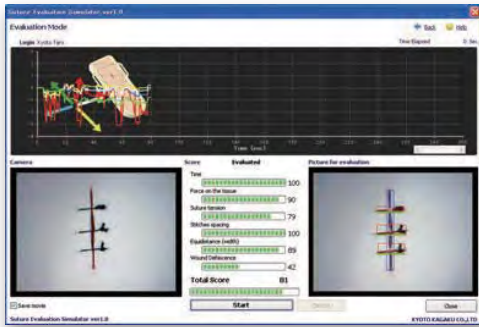 Suture Evaluation Simulator ver1.0
Evaluation Mode
Back
Help
Login Kyoto Taro
Time Elapsed
0 Sec
Time [sec]
Camera
Score
Evaluated
Picture for evaluation
Time
100
Force on the tissue
90
Suture tension
79
Stitches spacing
100
Equidistance (width)
89
Wound Dehiscence
42
Total Score 81
Save movie
Start
Close
Suture Evaluation Simulator ver1.0
KYOTO KAGAKU CO.,LTD